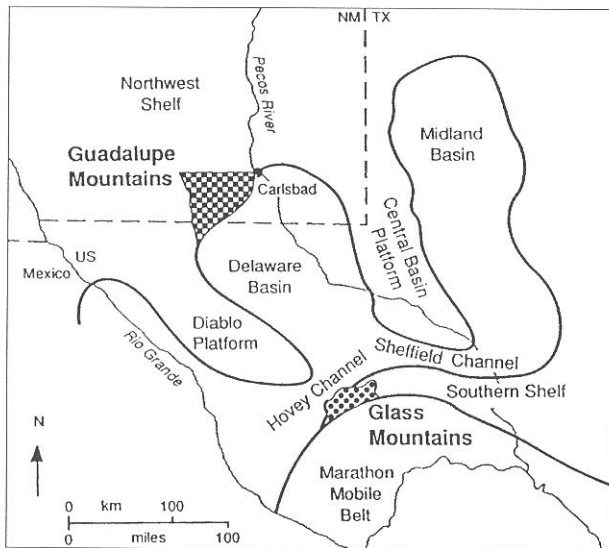 NM TX
Northwest
Shelf
Pecos River
Midland
Basin
Guadalupe
Mountains
Carlsbad
Central Basin
Platform
US
Mexico
Delaware
Basin
Diablo
Platform
Rio Grande
Sheffield Channel
Hovey Channel
Southern Shelf
Glass
Mountains
N
Marathon
Mobile
Belt
0 km 100
0 miles 100